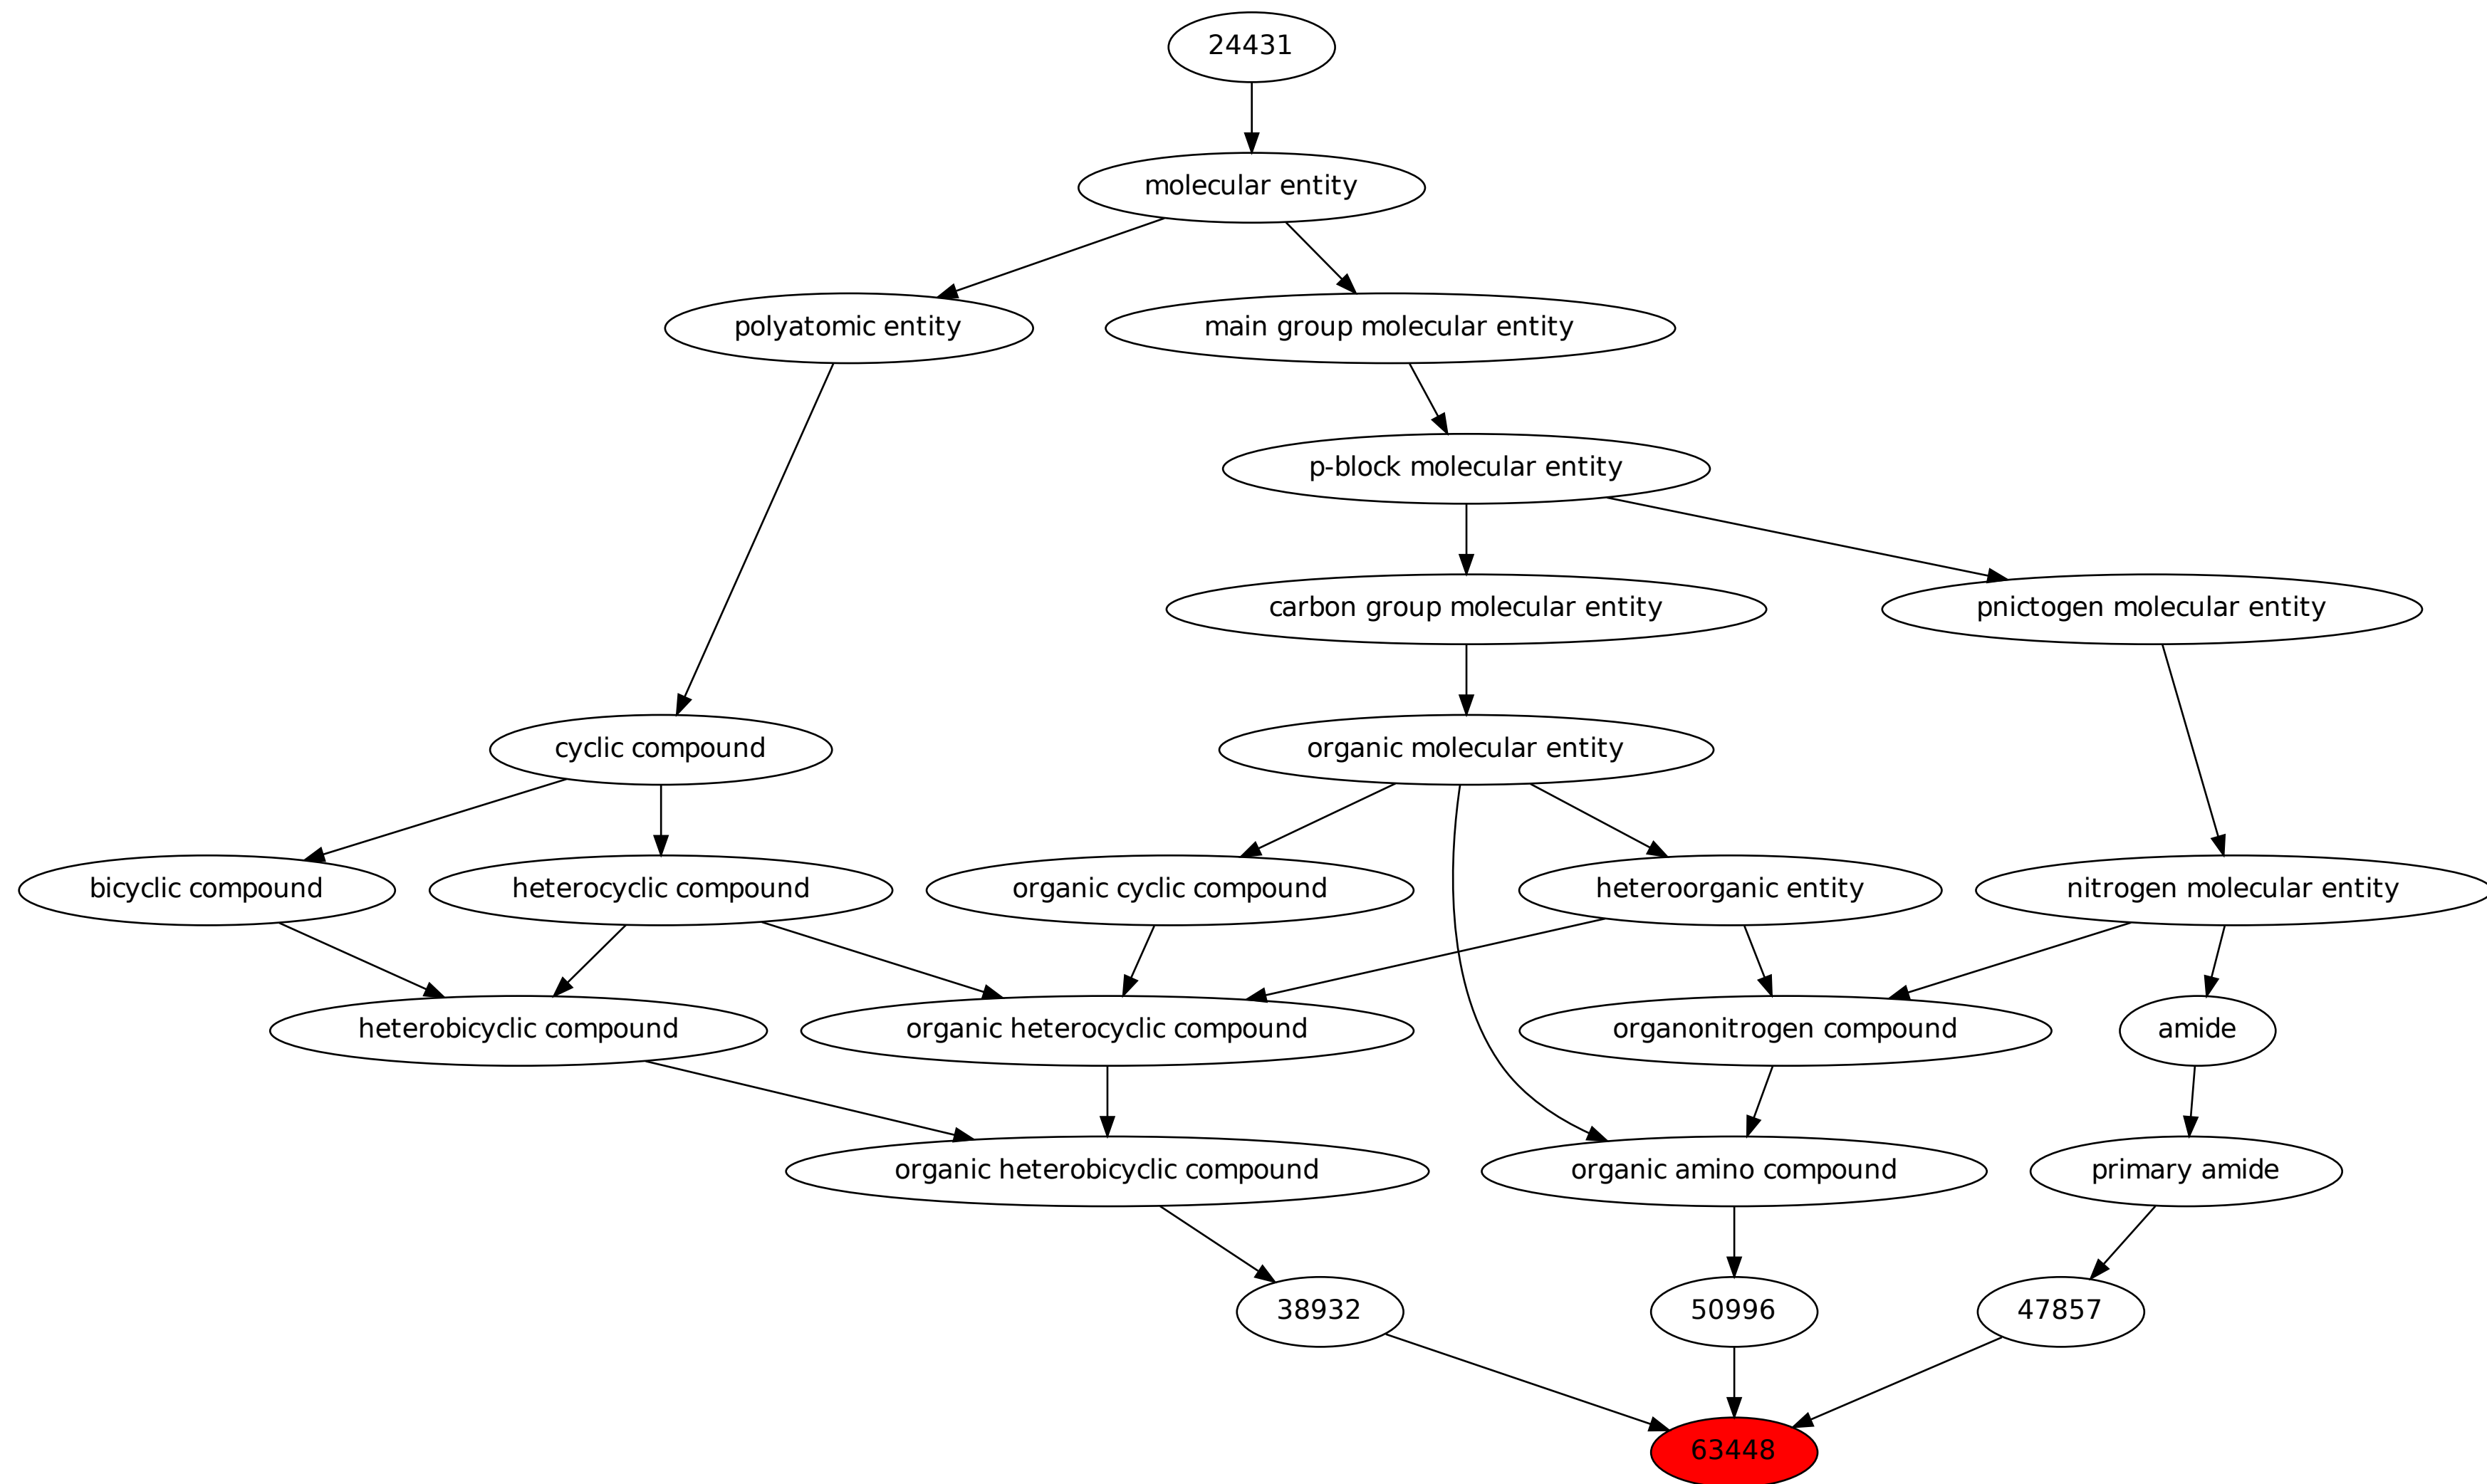 24431
molecular entity
polyatomic entity
main group molecular entity
p-block molecular entity
carbon group molecular entity
pnictogen molecular entity
cyclic compound
organic molecular entity
bicyclic compound
heterocyclic compound
organic cyclic compound
heteroorganic entity
nitrogen molecular entity
heterobicyclic compound
organic heterocyclic compound
organonitrogen compound
amide
organic heterobicyclic compound
organic amino compound
primary amide
38932
50996
47857
63448